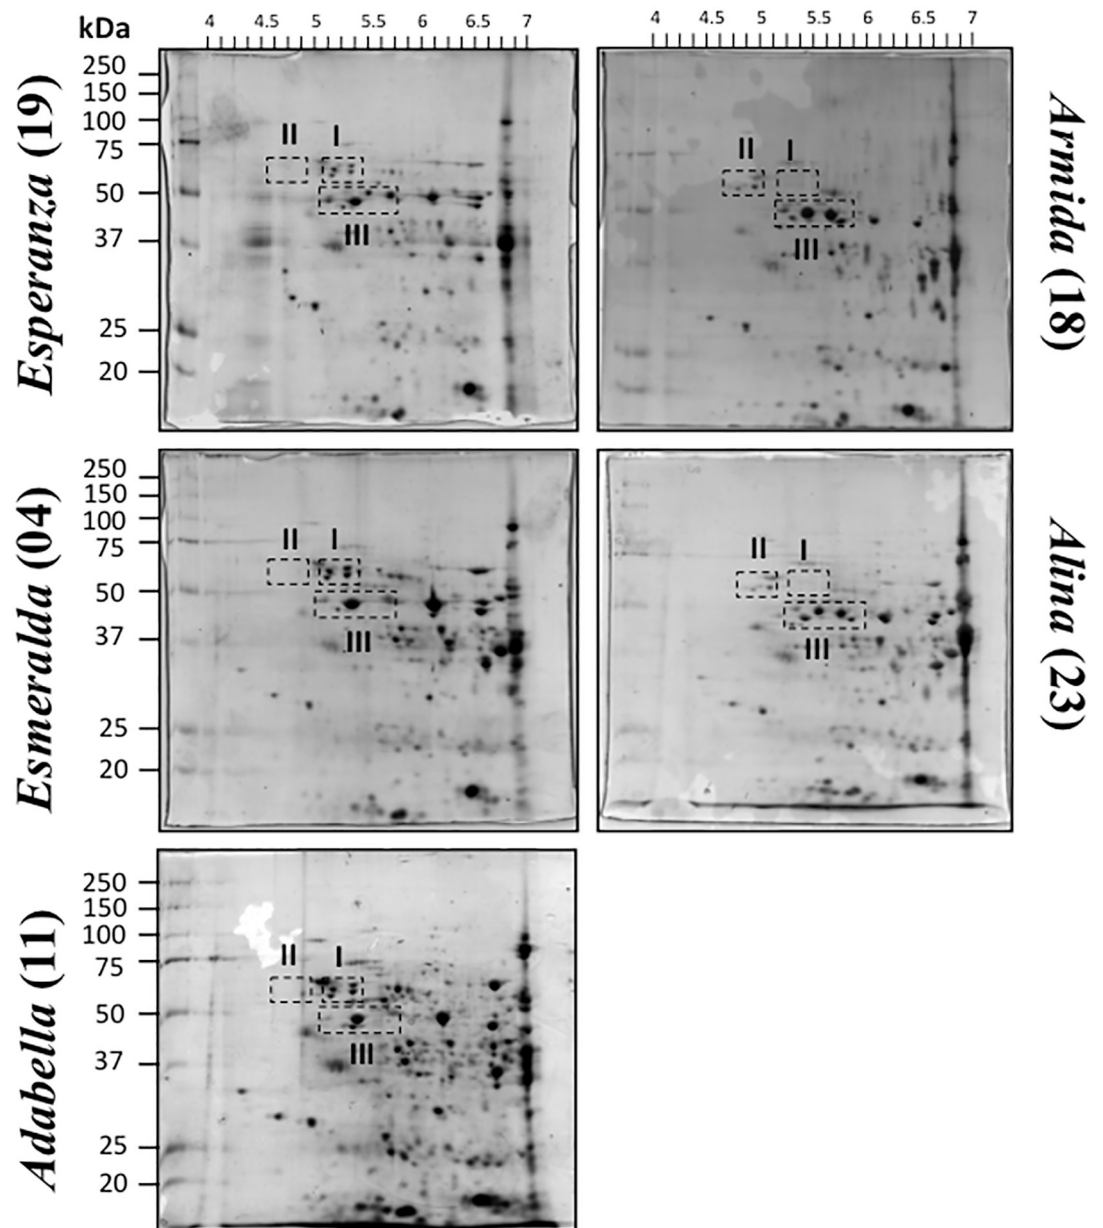 4 4.5 5 5.5 6 6.5 7
4 4.5 5 5.5 6 6.5 7
kDa
Esperanza (19)
250
150
100
75
50
37
25
20
II I
III
II I
III
Armida (18)
Esmeralda (04)
250
150
100
75
50
37
25
20
II I
III
II I
III
Alina (23)
Adabella (11)
250
150
100
75
50
37
25
20
II I
III